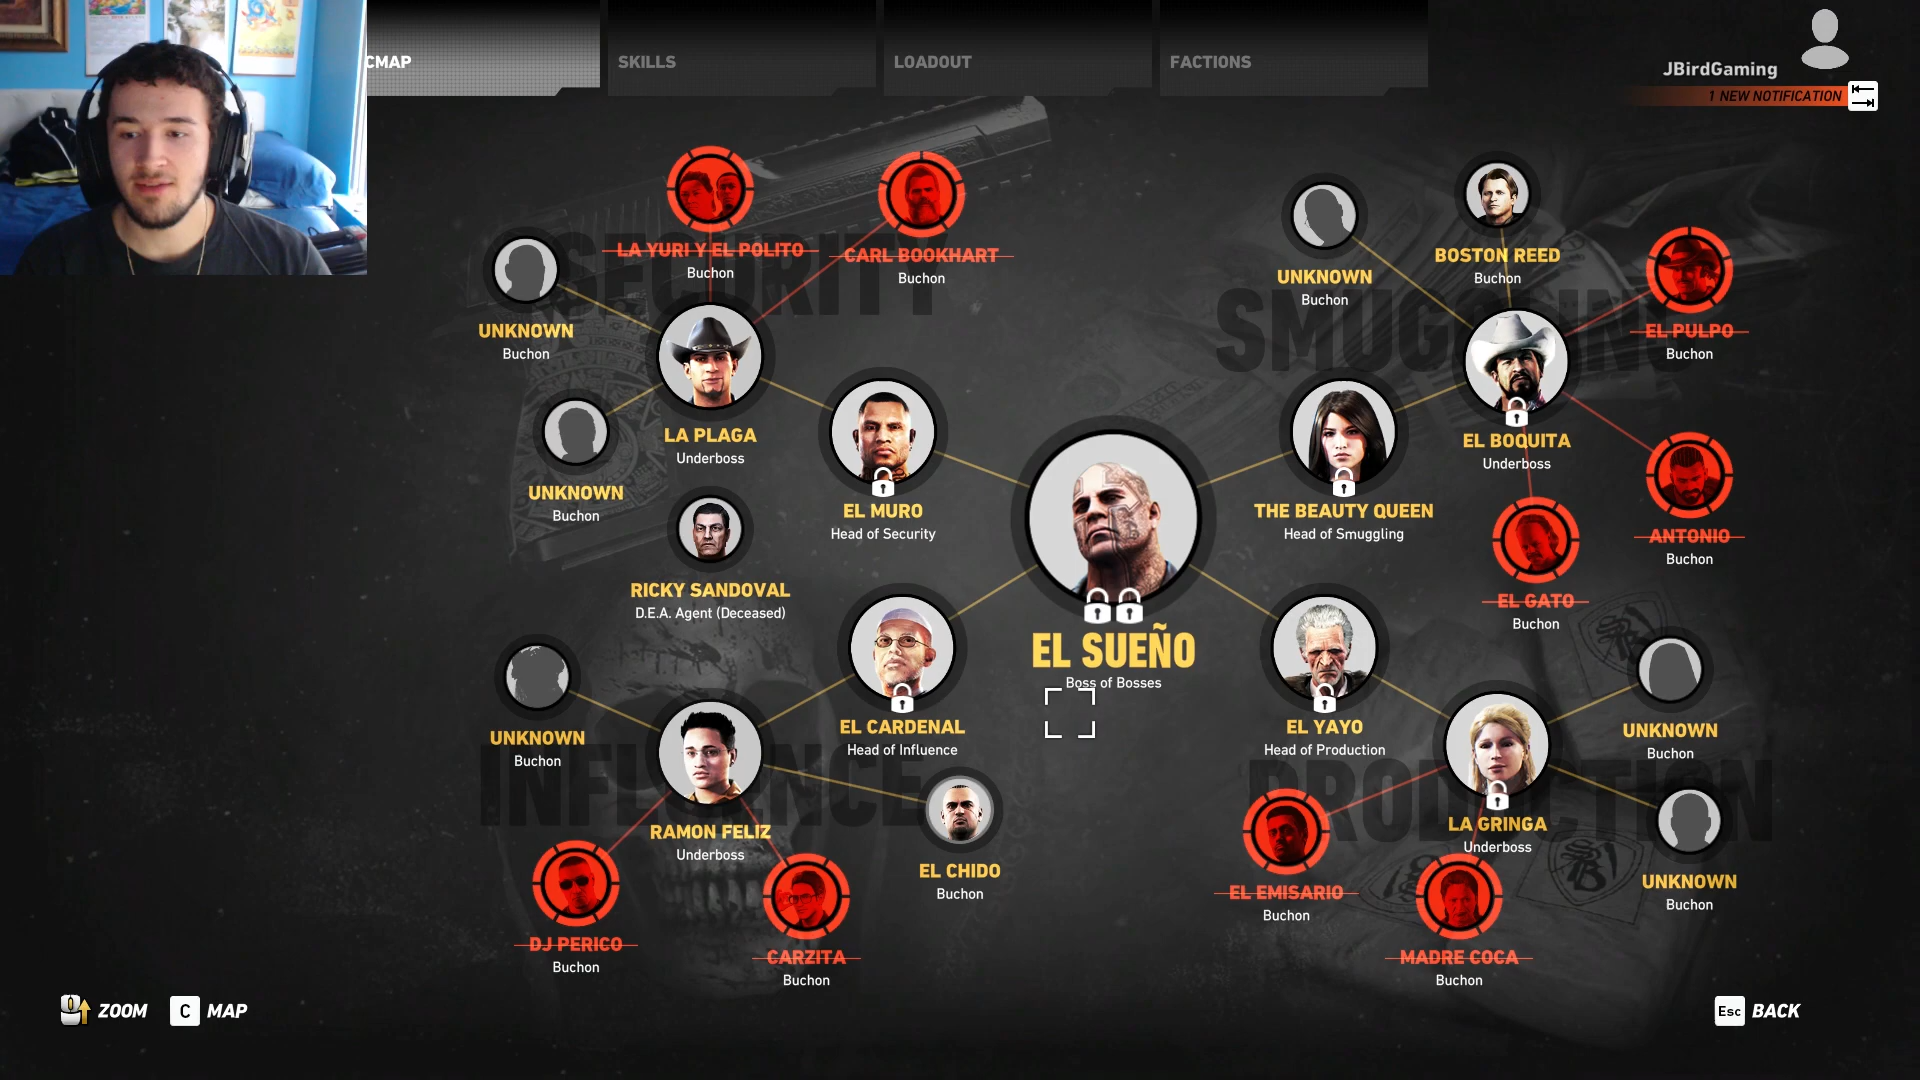 CMAP
SKILLS
LOADOUT
FACTIONS
JBirdGaming
1 NEW NOTIFICATION
SECURITY
SMUGGLING
INFLUENCE
PRODUCTION
LA YURI Y EL POLITO
Buchon
CARL BOOKHART
Buchon
UNKNOWN
Buchon
BOSTON REED
Buchon
UNKNOWN
Buchon
EL PULPO
Buchon
LA PLAGA
Underboss
EL BOQUITA
Underboss
UNKNOWN
Buchon
EL MURO
Head of Security
THE BEAUTY QUEEN
Head of Smuggling
ANTONIO
Buchon
RICKY SANDOVAL
D.E.A. Agent (Deceased)
EL GATO
Buchon
EL SUEÑO
Boss of Bosses
UNKNOWN
Buchon
EL CARDENAL
Head of Influence
EL YAYO
Head of Production
UNKNOWN
Buchon
RAMON FELIZ
Underboss
LA GRINGA
Underboss
EL CHIDO
Buchon
EL EMISARIO
Buchon
UNKNOWN
Buchon
DJ PERICO
Buchon
CARZITA
Buchon
MADRE COCA
Buchon
ZOOM
C MAP
Esc BACK